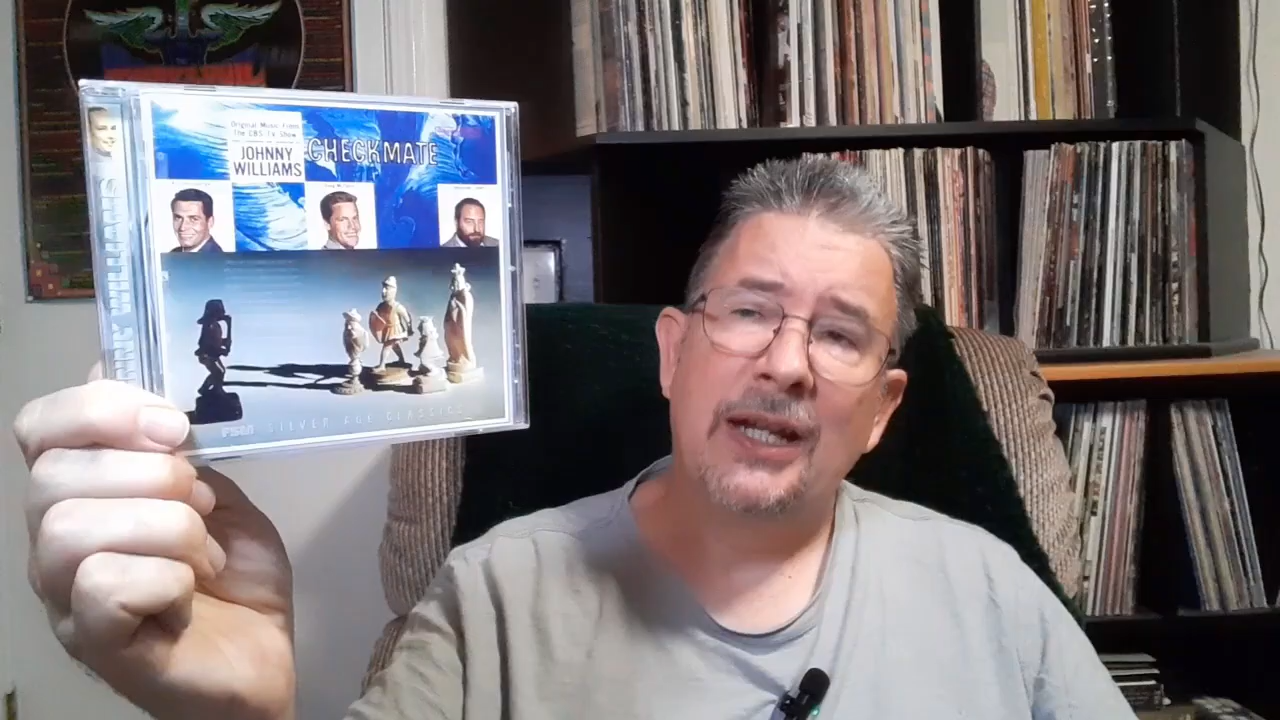 Original Music From
The CBS TV Show
JOHNNY
WILLIAMS
CHECKMATE
FSM SILVER AGE CLASSICS